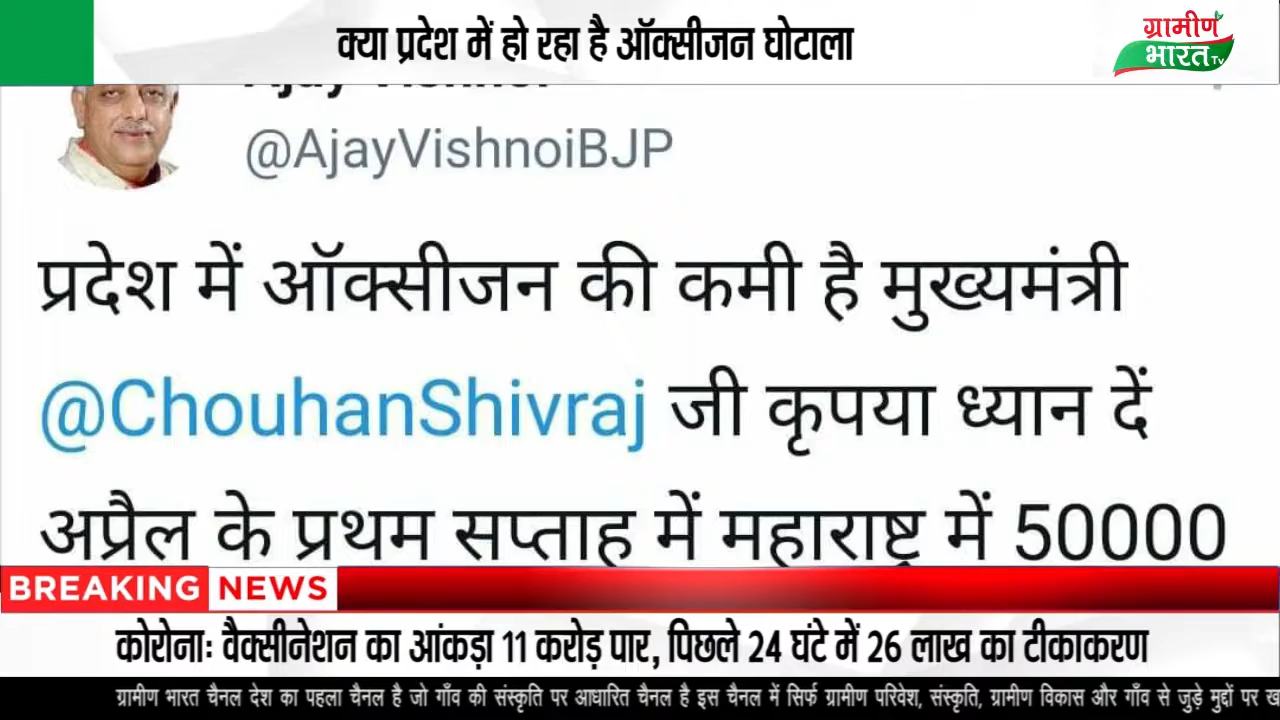 क्या प्रदेश में हो रहा है ऑक्सीजन घोटाला
ग्रामीण
भारत Tv
@AjayVishnoiBJP
प्रदेश में ऑक्सीजन की कमी है मुख्यमंत्री
@ChouhanShivraj जी कृपया ध्यान दें
अप्रैल के प्रथम सप्ताह में महाराष्ट्र में 50000
BREAKING NEWS
कोरोनाः वैक्सीनेशन का आंकड़ा 11 करोड़ पार, पिछले 24 घंटे में 26 लाख का टीकाकरण
ग्रामीण भारत चैनल देश का पहला चैनल है जो गाँव की संस्कृति पर आधारित चैनल है इस चैनल में सिर्फ ग्रामीण परिवेश, संस्कृति, ग्रामीण विकास और गाँव से जुड़े मुद्दों पर